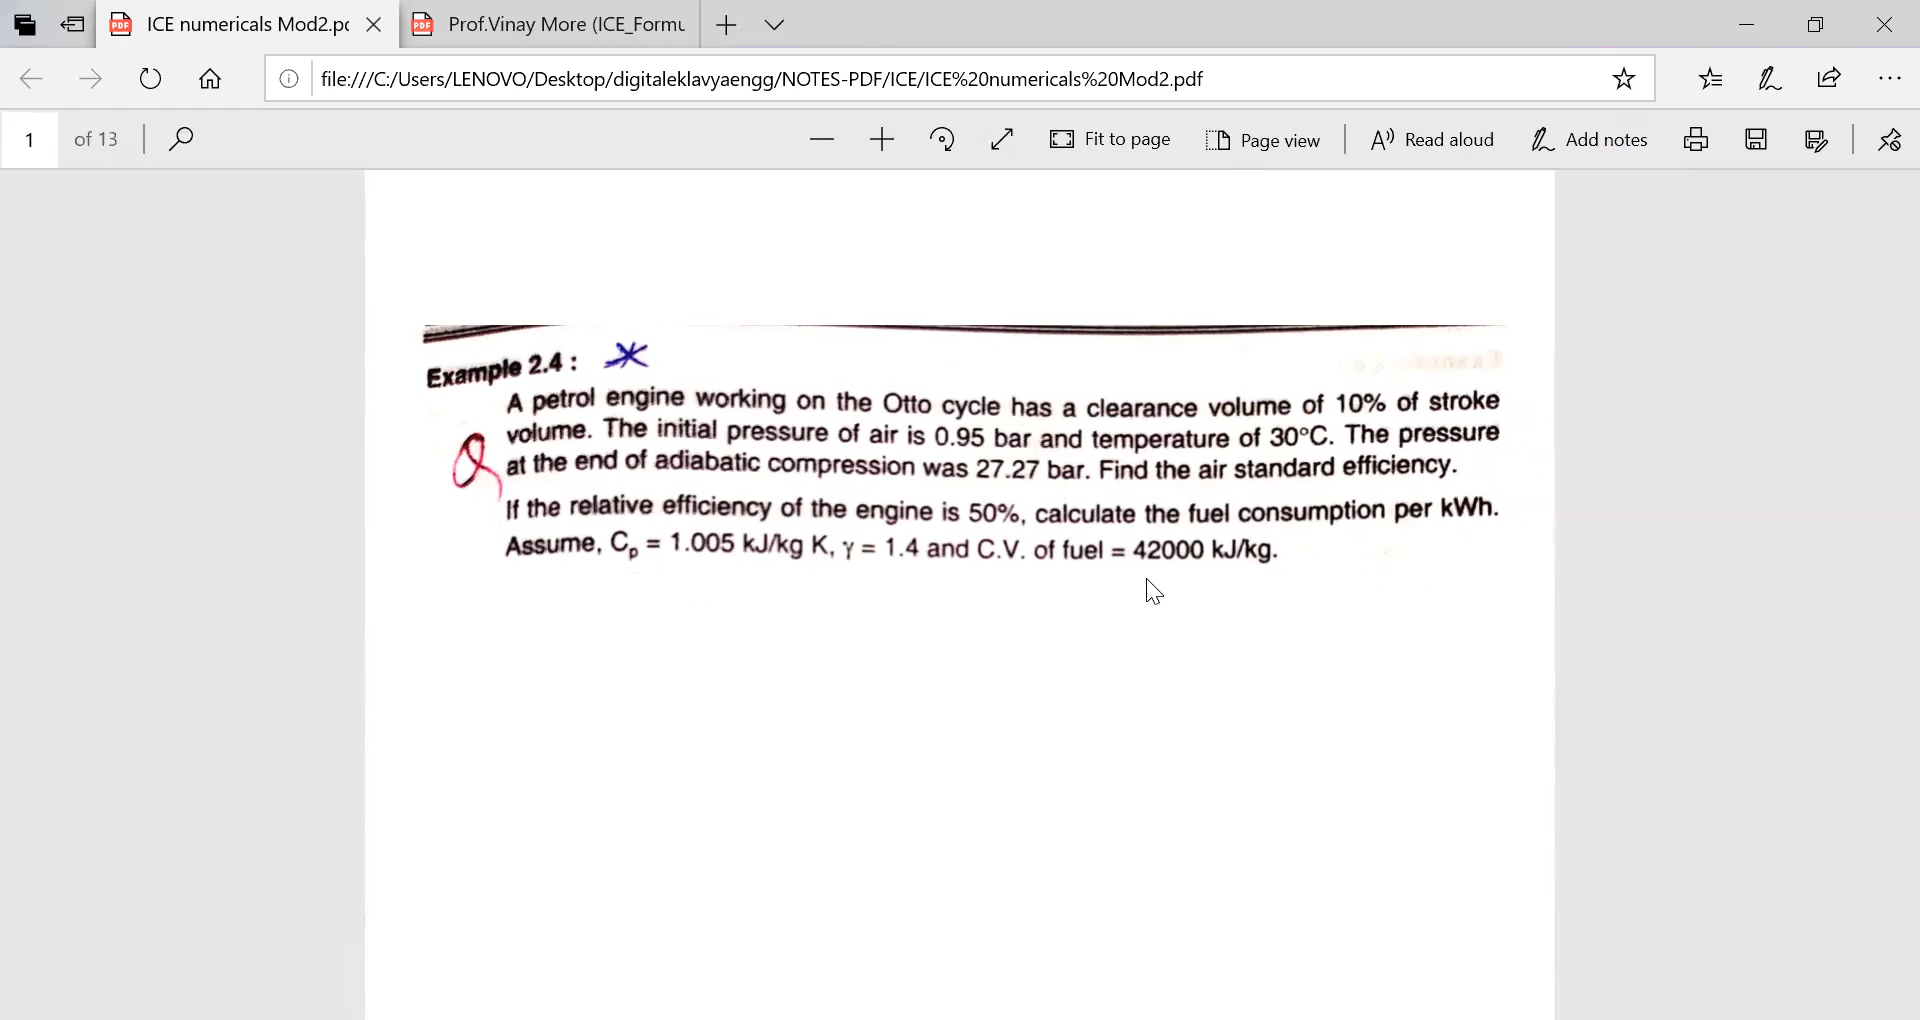 ICE numericals Mod2.pd
Prof.Vinay More (ICE_Formu
file:///C:/Users/LENOVO/Desktop/digitaleklavyaengg/NOTES-PDF/ICE/ICE%20numericals%20Mod2.pdf
1 of 13
Fit to page
Page view
Read aloud
Add notes
Example 2.4 :
A petrol engine working on the Otto cycle has a clearance volume of 10% of stroke
volume. The initial pressure of air is 0.95 bar and temperature of 30°C. The pressure
at the end of adiabatic compression was 27.27 bar. Find the air standard efficiency.
If the relative efficiency of the engine is 50%, calculate the fuel consumption per kWh.
Assume, Cp = 1.005 kJ/kg K, γ = 1.4 and C.V. of fuel = 42000 kJ/kg.